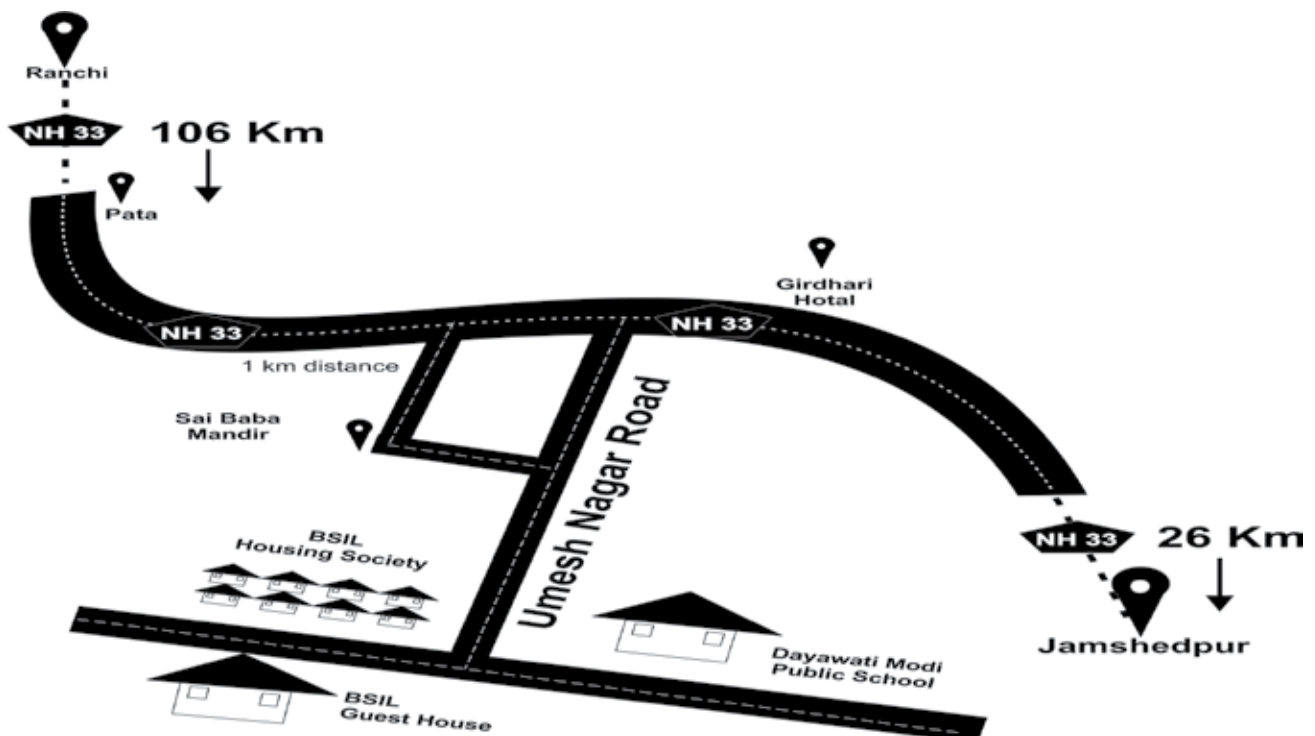 Ranchi
NH 33
106 Km
Pata
Girdhari
Hotal
NH 33
NH 33
1 km distance
Sai Baba
Mandir
Umesh Nagar Road
BSIL
Housing Society
NH 33
26 Km
Jamshedpur
Dayawati Modi
Public School
BSIL
Guest House